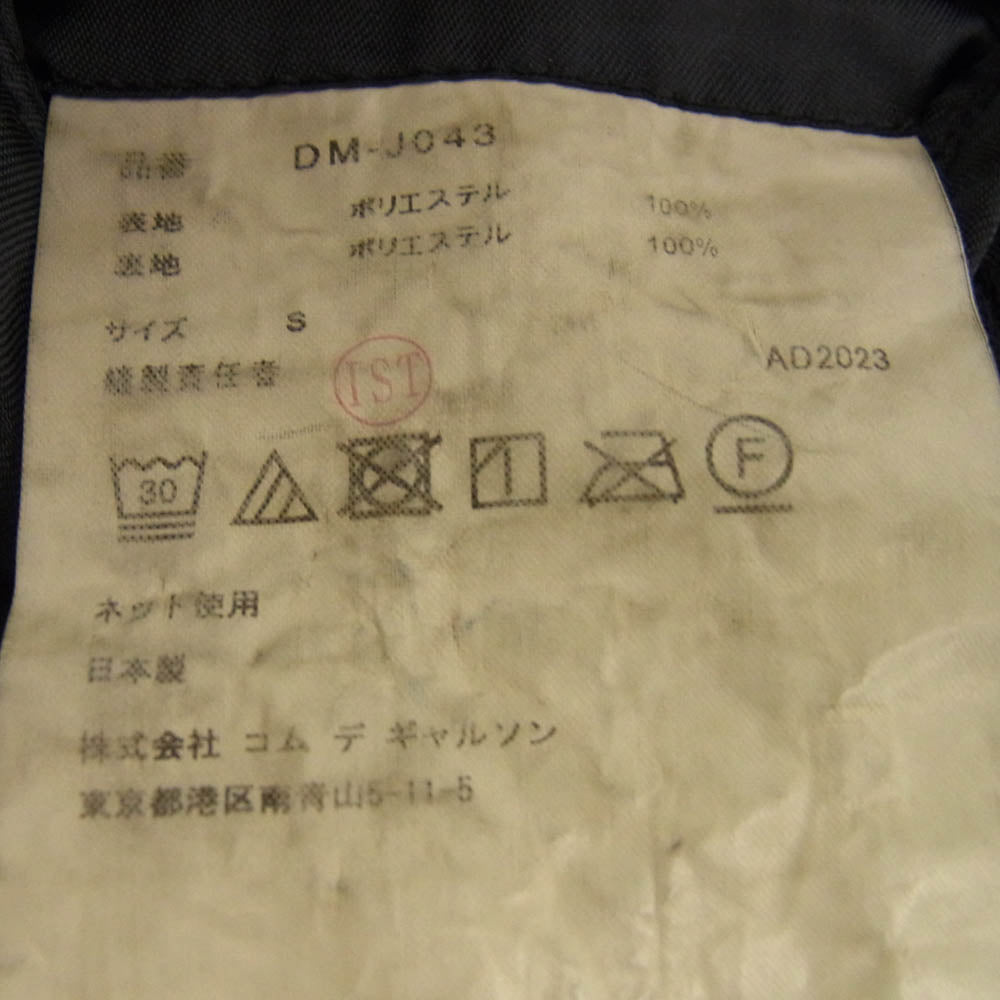 品番 DM-J043
表地 ポリエステル 100%
裏地 ポリエステル 100%
サイズ S
縫製責任者 IST AD2023
30 F
ネット使用
日本製
株式会社 コム デ ギャルソン
東京都港区南青山5-11-5